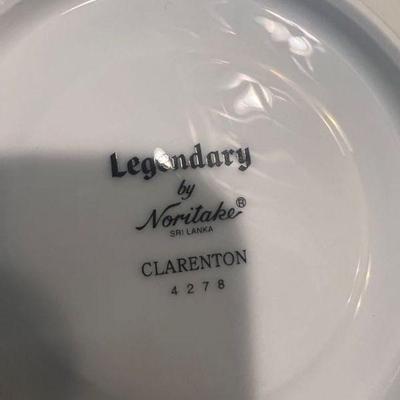 Legendary
by
Noritake®
SRI LANKA
CLARENTON
4278